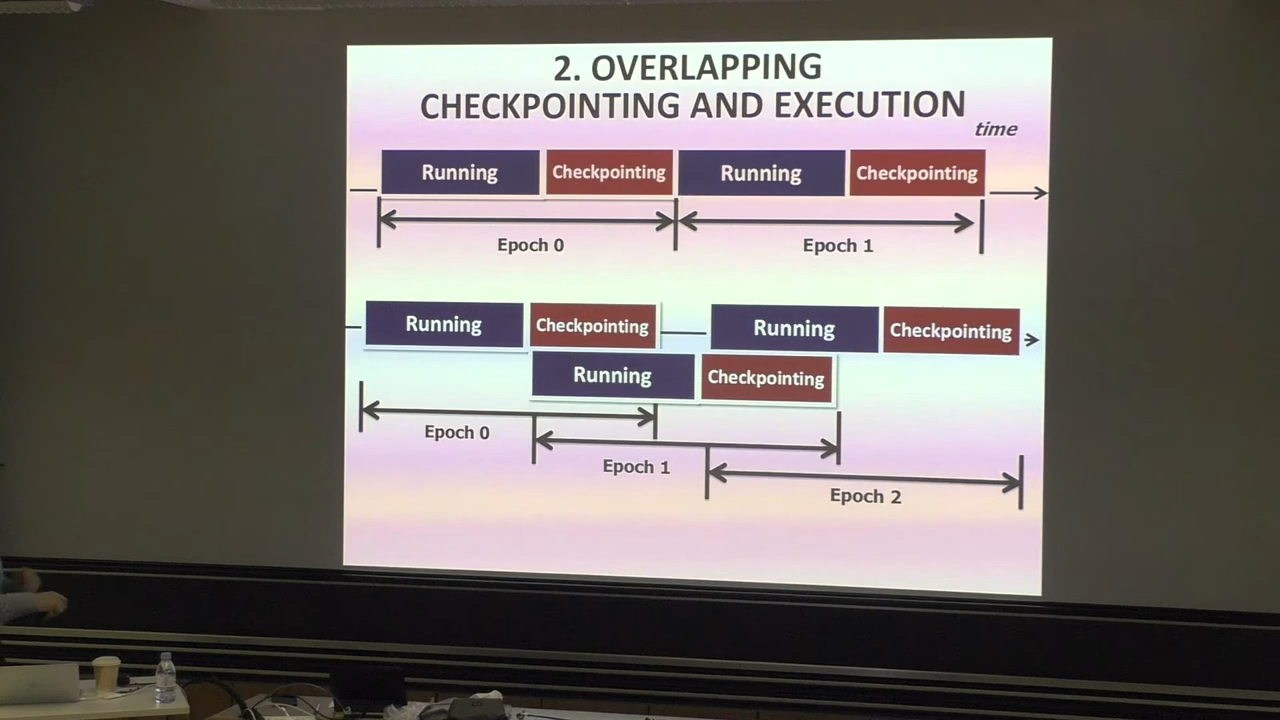 2. OVERLAPPING
CHECKPOINTING AND EXECUTION
time
Running Checkpointing Running Checkpointing
Epoch 0 Epoch 1
Running Checkpointing Running Checkpointing
Running Checkpointing
Epoch 0
Epoch 1
Epoch 2